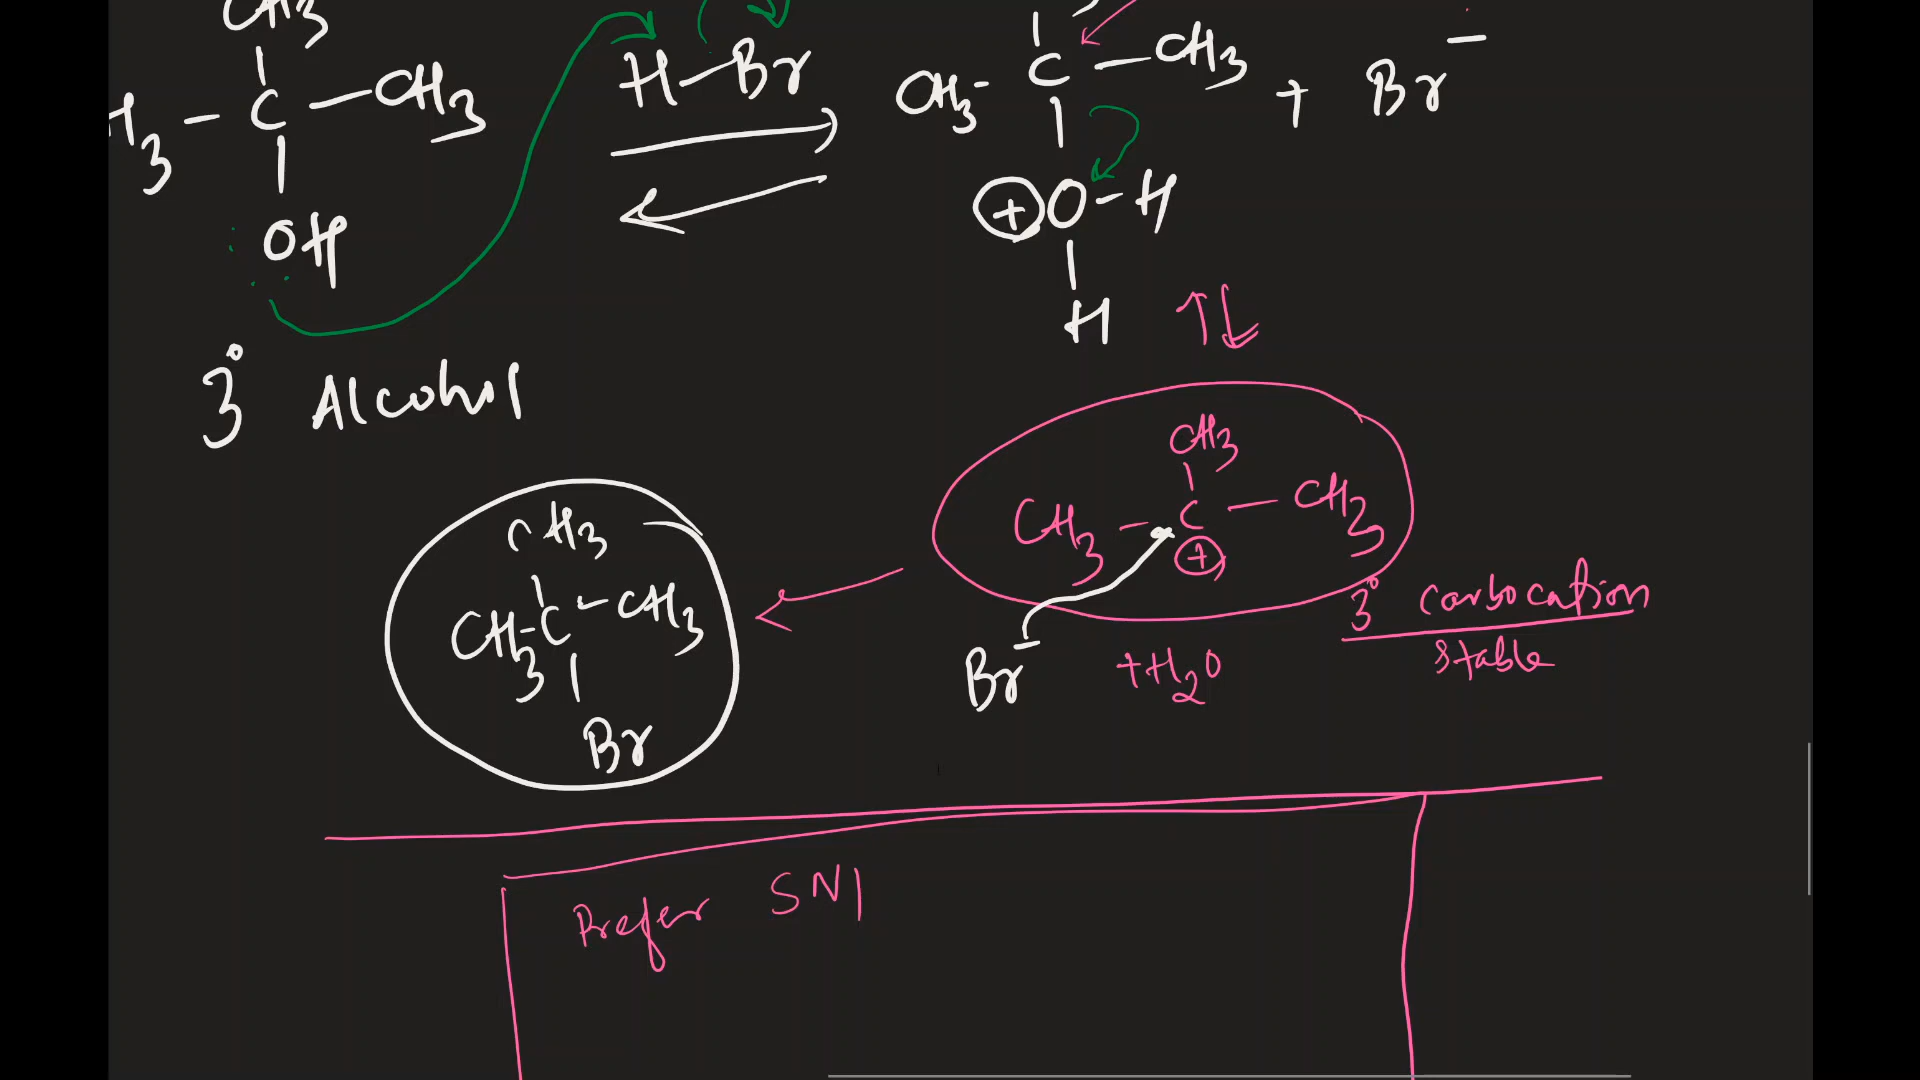 CH3
H3 - C - CH3
OH
3° Alcohol
H-Br
C
CH3 - C - CH3 + Br -
+ O - H
H
CH3
CH3 - C - CH3
+
3° carbocation
stable
Br -
+ H2O
CH3
CH3 - C - CH3
Br
Prefer SN1